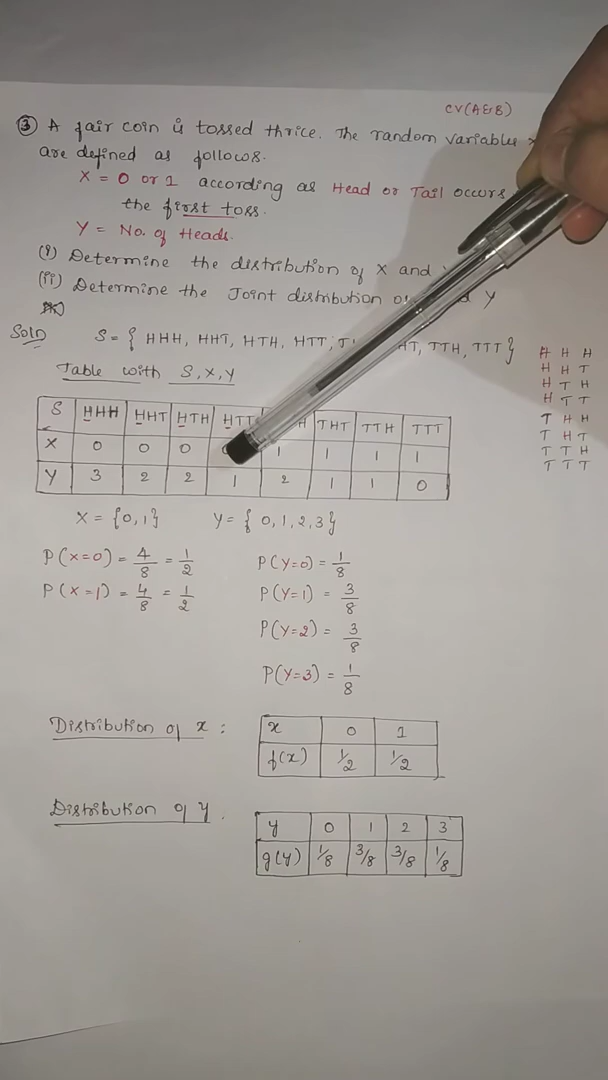 CV(A&B)
③ A fair coin is tossed thrice. The random variables
are defined as follows.
X = 0 or 1 according as Head or Tail occurs
the first toss.
Y = No. of Heads.
(i) Determine the distribution of X and
(ii) Determine the Joint distribution Y
Soln S = { HHH, HHT, HTH, HTT, TTH, TTT }
Table with S, X, Y
S HHH HHT HTH HTT THT TTH TTT
X 0 0 0 1 1 1 1
Y 3 2 2 1 2 1 1 0
X = {0,1} Y = { 0, 1, 2, 3 }
P(X=0) = 4/8 = 1/2
P(X=1) = 4/8 = 1/2
P(Y=0) = 1/8
P(Y=1) = 3/8
P(Y=2) = 3/8
P(Y=3) = 1/8
Distribution of x :
x 0 1
f(x) 1/2 1/2
Distribution of y.
y 0 1 2 3
g(y) 1/8 3/8 3/8 1/8
H H H
H H T
H T H
H T T
T H H
T H T
T T H
T T T